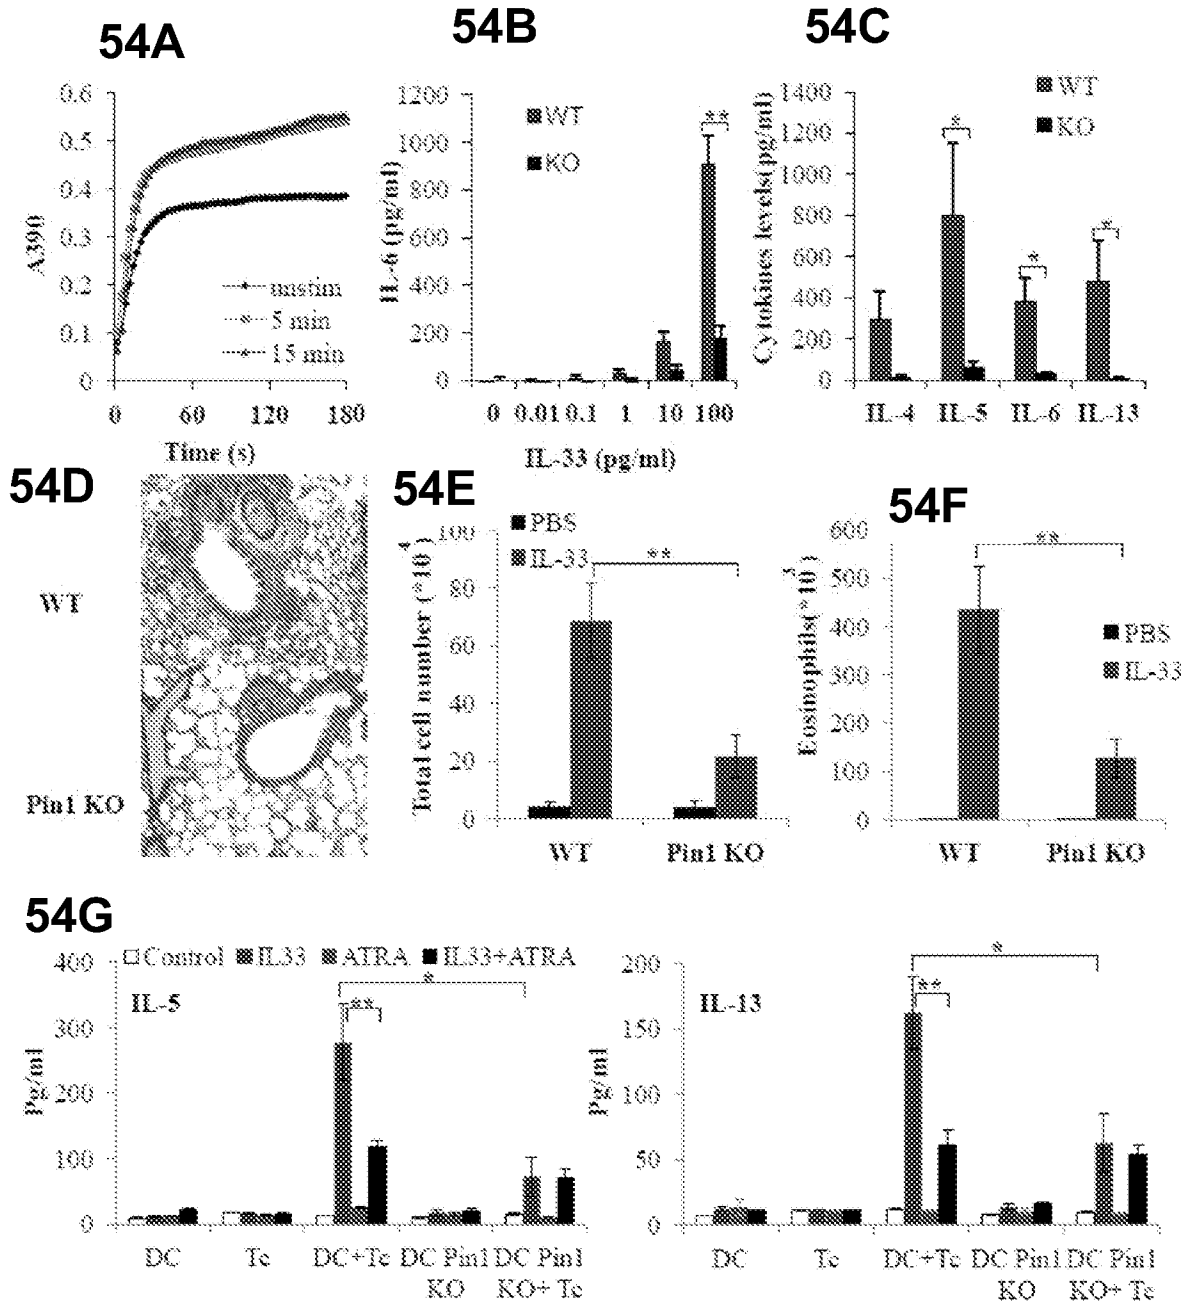 54A
A390
0.6
0.5
0.4
0.3
0.2
0.1
0
unstim
5 min
15 min
0 60 120 180
Time (s)
54B
IL-6 (pg/ml)
1200
1000
800
600
400
200
0
WT
KO
**
0 0.01 0.1 1 10 100
IL-33 (pg/ml)
54C
Cytokines levels(pg/ml)
1400
1200
1000
800
600
400
200
0
WT
KO
*
*
*
IL-4 IL-5 IL-6 IL-13
54D
WT
Pin1 KO
54E
Total cell number (*10 4
100
80
60
40
20
0
PBS
IL-33
**
WT Pin1 KO
54F
Eosinophils(*10 3
600
500
400
300
200
100
0
**
PBS
IL-33
WT Pin1 KO
54G
Control IL33 ATRA IL33+ATRA
IL-5
Pg/ml
400
300
200
100
0
*
**
DC Tc DC+Tc DC Pin1 DC Pin1
KO KO+ Tc
IL-13
Pg/ml
200
150
100
50
0
*
**
DC Tc DC+Tc DC Pin1 DC Pin1
KO KO+ Tc